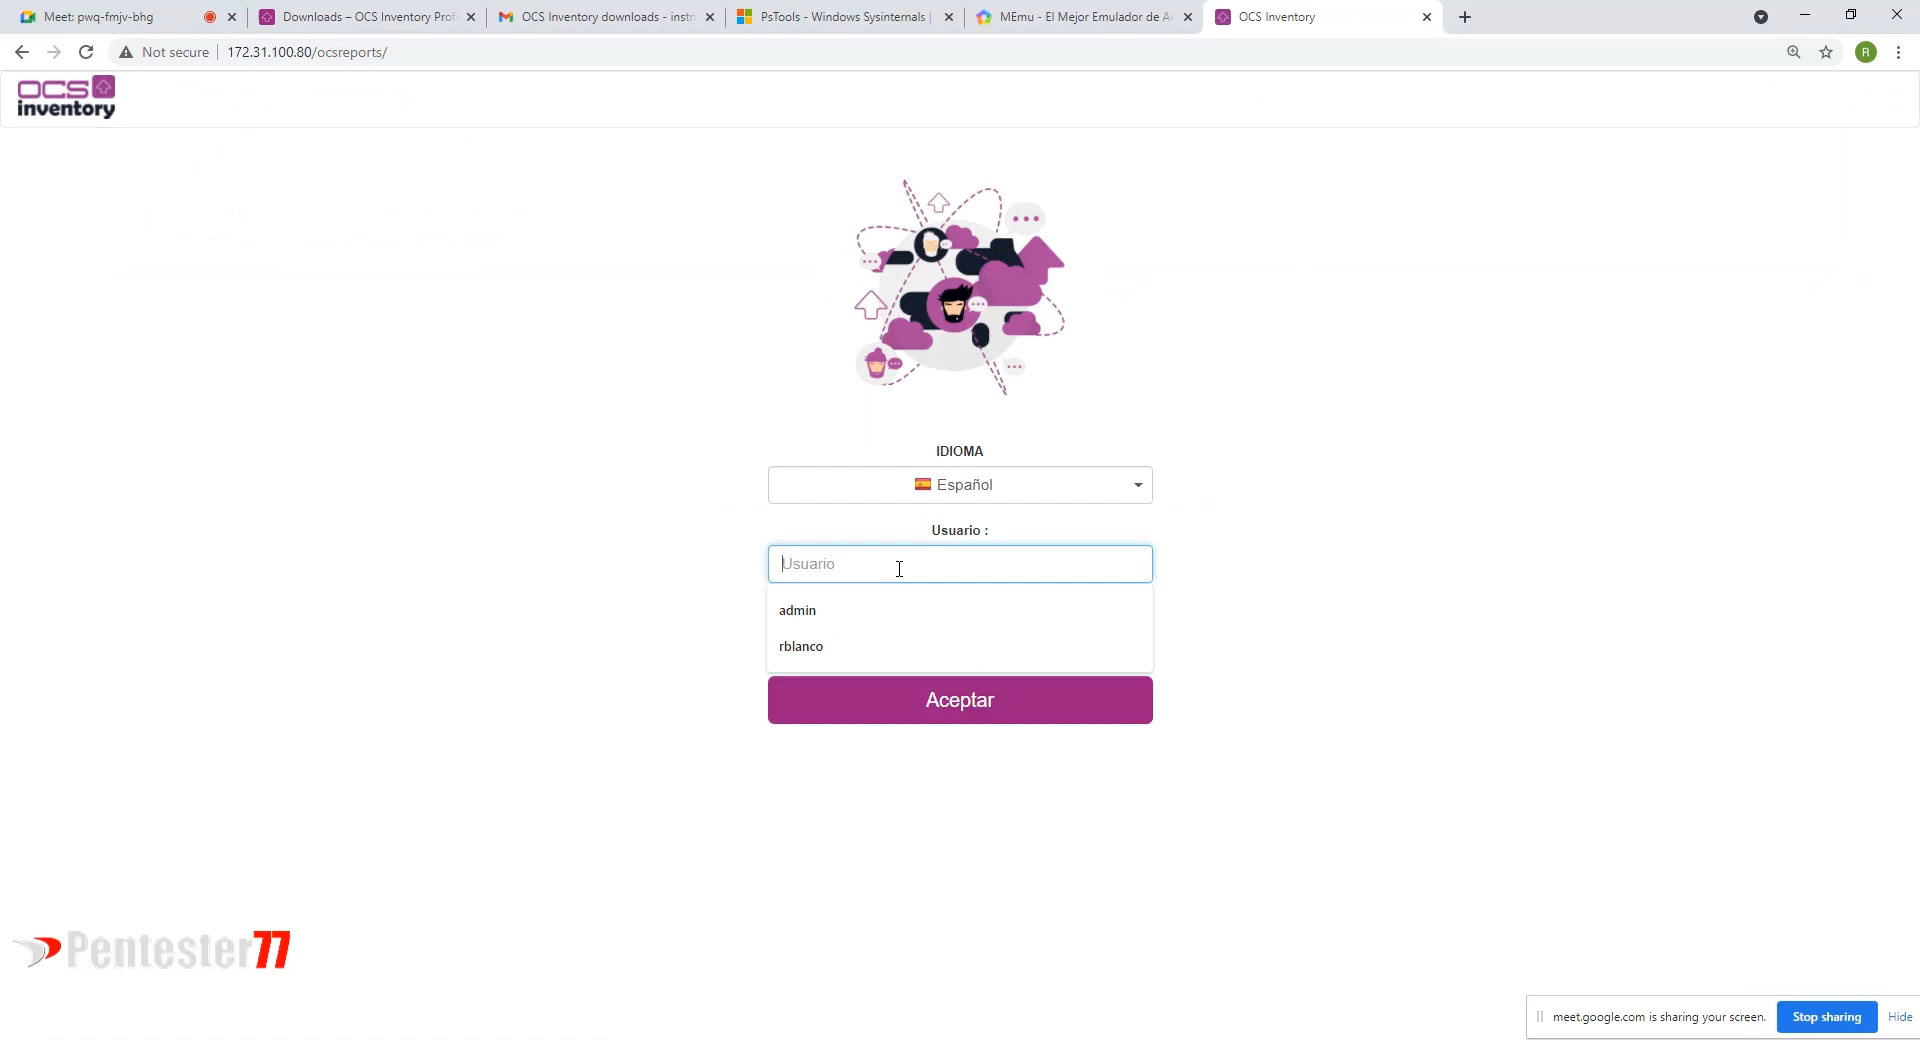 Meet: pwq-fmjv-bhg
Downloads – OCS Inventory Prof
OCS Inventory downloads - instr
PsTools - Windows Sysinternals |
MEmu - El Mejor Emulador de A
OCS Inventory
Not secure
172.31.100.80/ocsreports/
R
OCS
inventory
IDIOMA
Español
Usuario :
Usuario
admin
rblanco
Aceptar
Pentester77
meet.google.com is sharing your screen.
Stop sharing
Hide